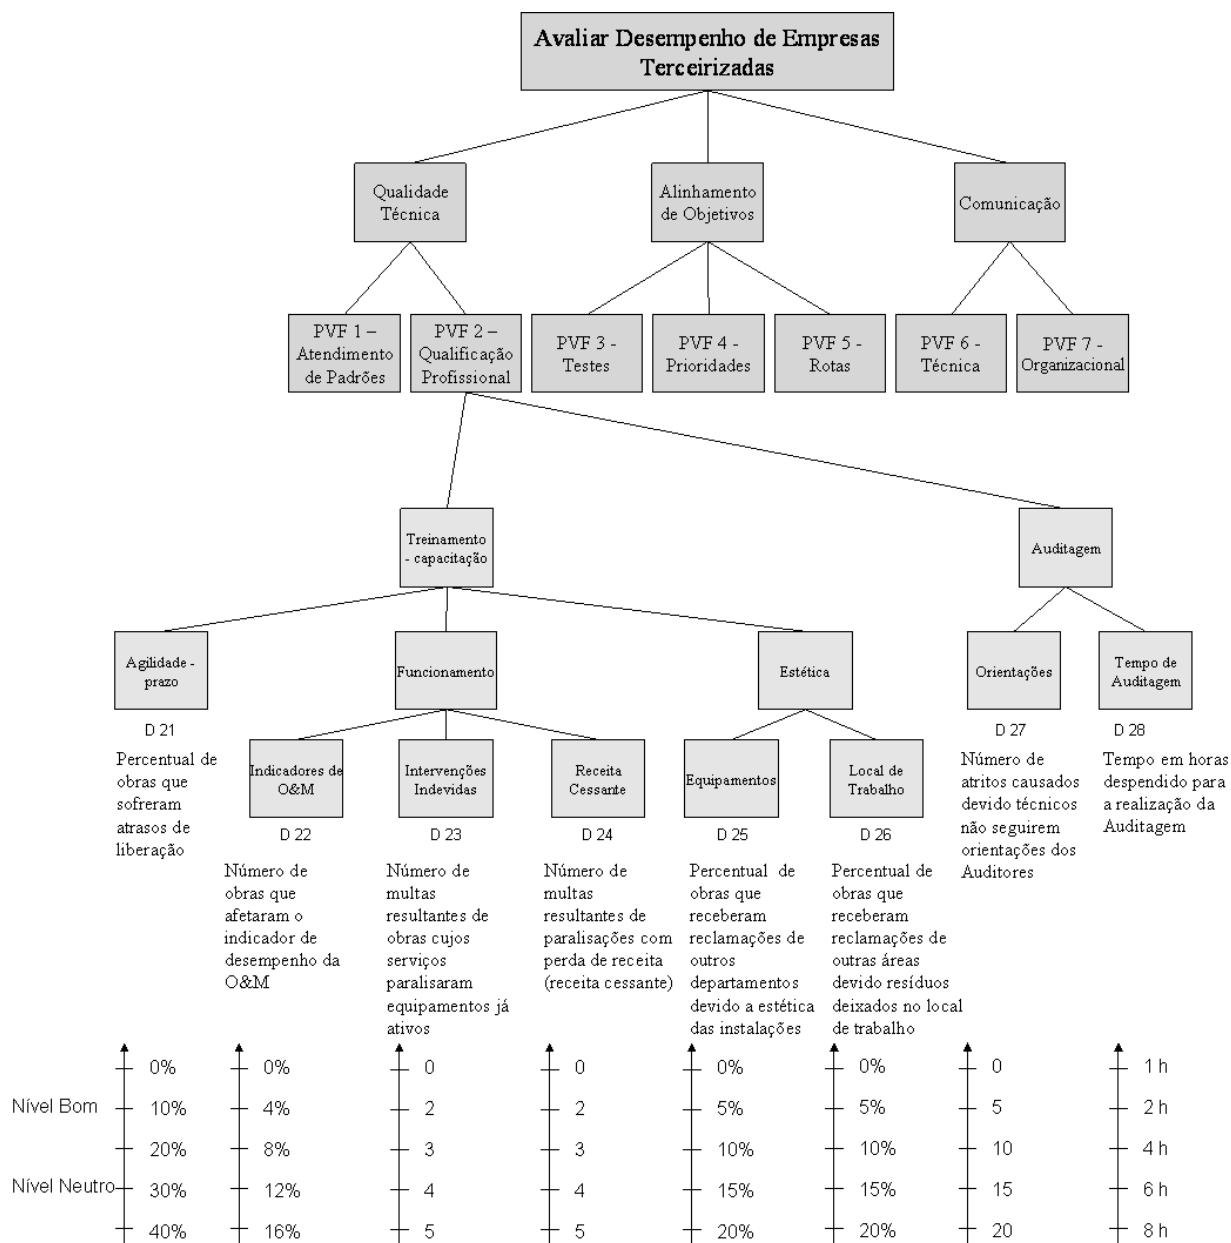 Avaliar Desempenho de Empresas
Terceirizadas
Qualidade
Técnica
Alinhamento
de Objetivos
Comunicação
PVF 1 –
Atendimento
de Padrões
PVF 2 –
Qualificação
Profissional
PVF 3 -
Testes
PVF 4 -
Prioridades
PVF 5 -
Rotas
PVF 6 -
Técnica
PVF 7 -
Organizacional
Treinamento
- capacitação
Auditagem
Agilidade -
prazo
Funcionamento
Estética
Orientações
Tempo de
Auditagem
D 21
Percentual de
obras que
sofreram
atrasos de
liberação
Indicadores de
O&M
Intervenções
Indevidas
Receita
Cessante
Equipamentos
Local de
Trabalho
D 27
Número de
atritos causados
devido técnicos
não seguirem
orientações dos
Auditores
D 28
Tempo em horas
despendido para
a realização da
Auditagem
D 22
Número de
obras que
afetaram o
indicador de
desempenho da
O&M
D 23
Número de
multas
resultantes de
obras cujos
serviços
paralisaram
equipamentos já
ativos
D 24
Número de
multas
resultantes de
paralisações com
perda de receita
(receita cessante)
D 25
Percentual de
obras que
receberam
reclamações de
outros
departamentos
devido a estética
das instalações
D 26
Percentual de
obras que
receberam
reclamações de
outras áreas
devido resíduos
deixados no local
de trabalho
0% 0% 0 0 0% 0% 0 1 h
Nível Bom 10% 4% 2 2 5% 5% 5 2 h
20% 8% 3 3 10% 10% 10 4 h
Nível Neutro 30% 12% 4 4 15% 15% 15 6 h
40% 16% 5 5 20% 20% 20 8 h